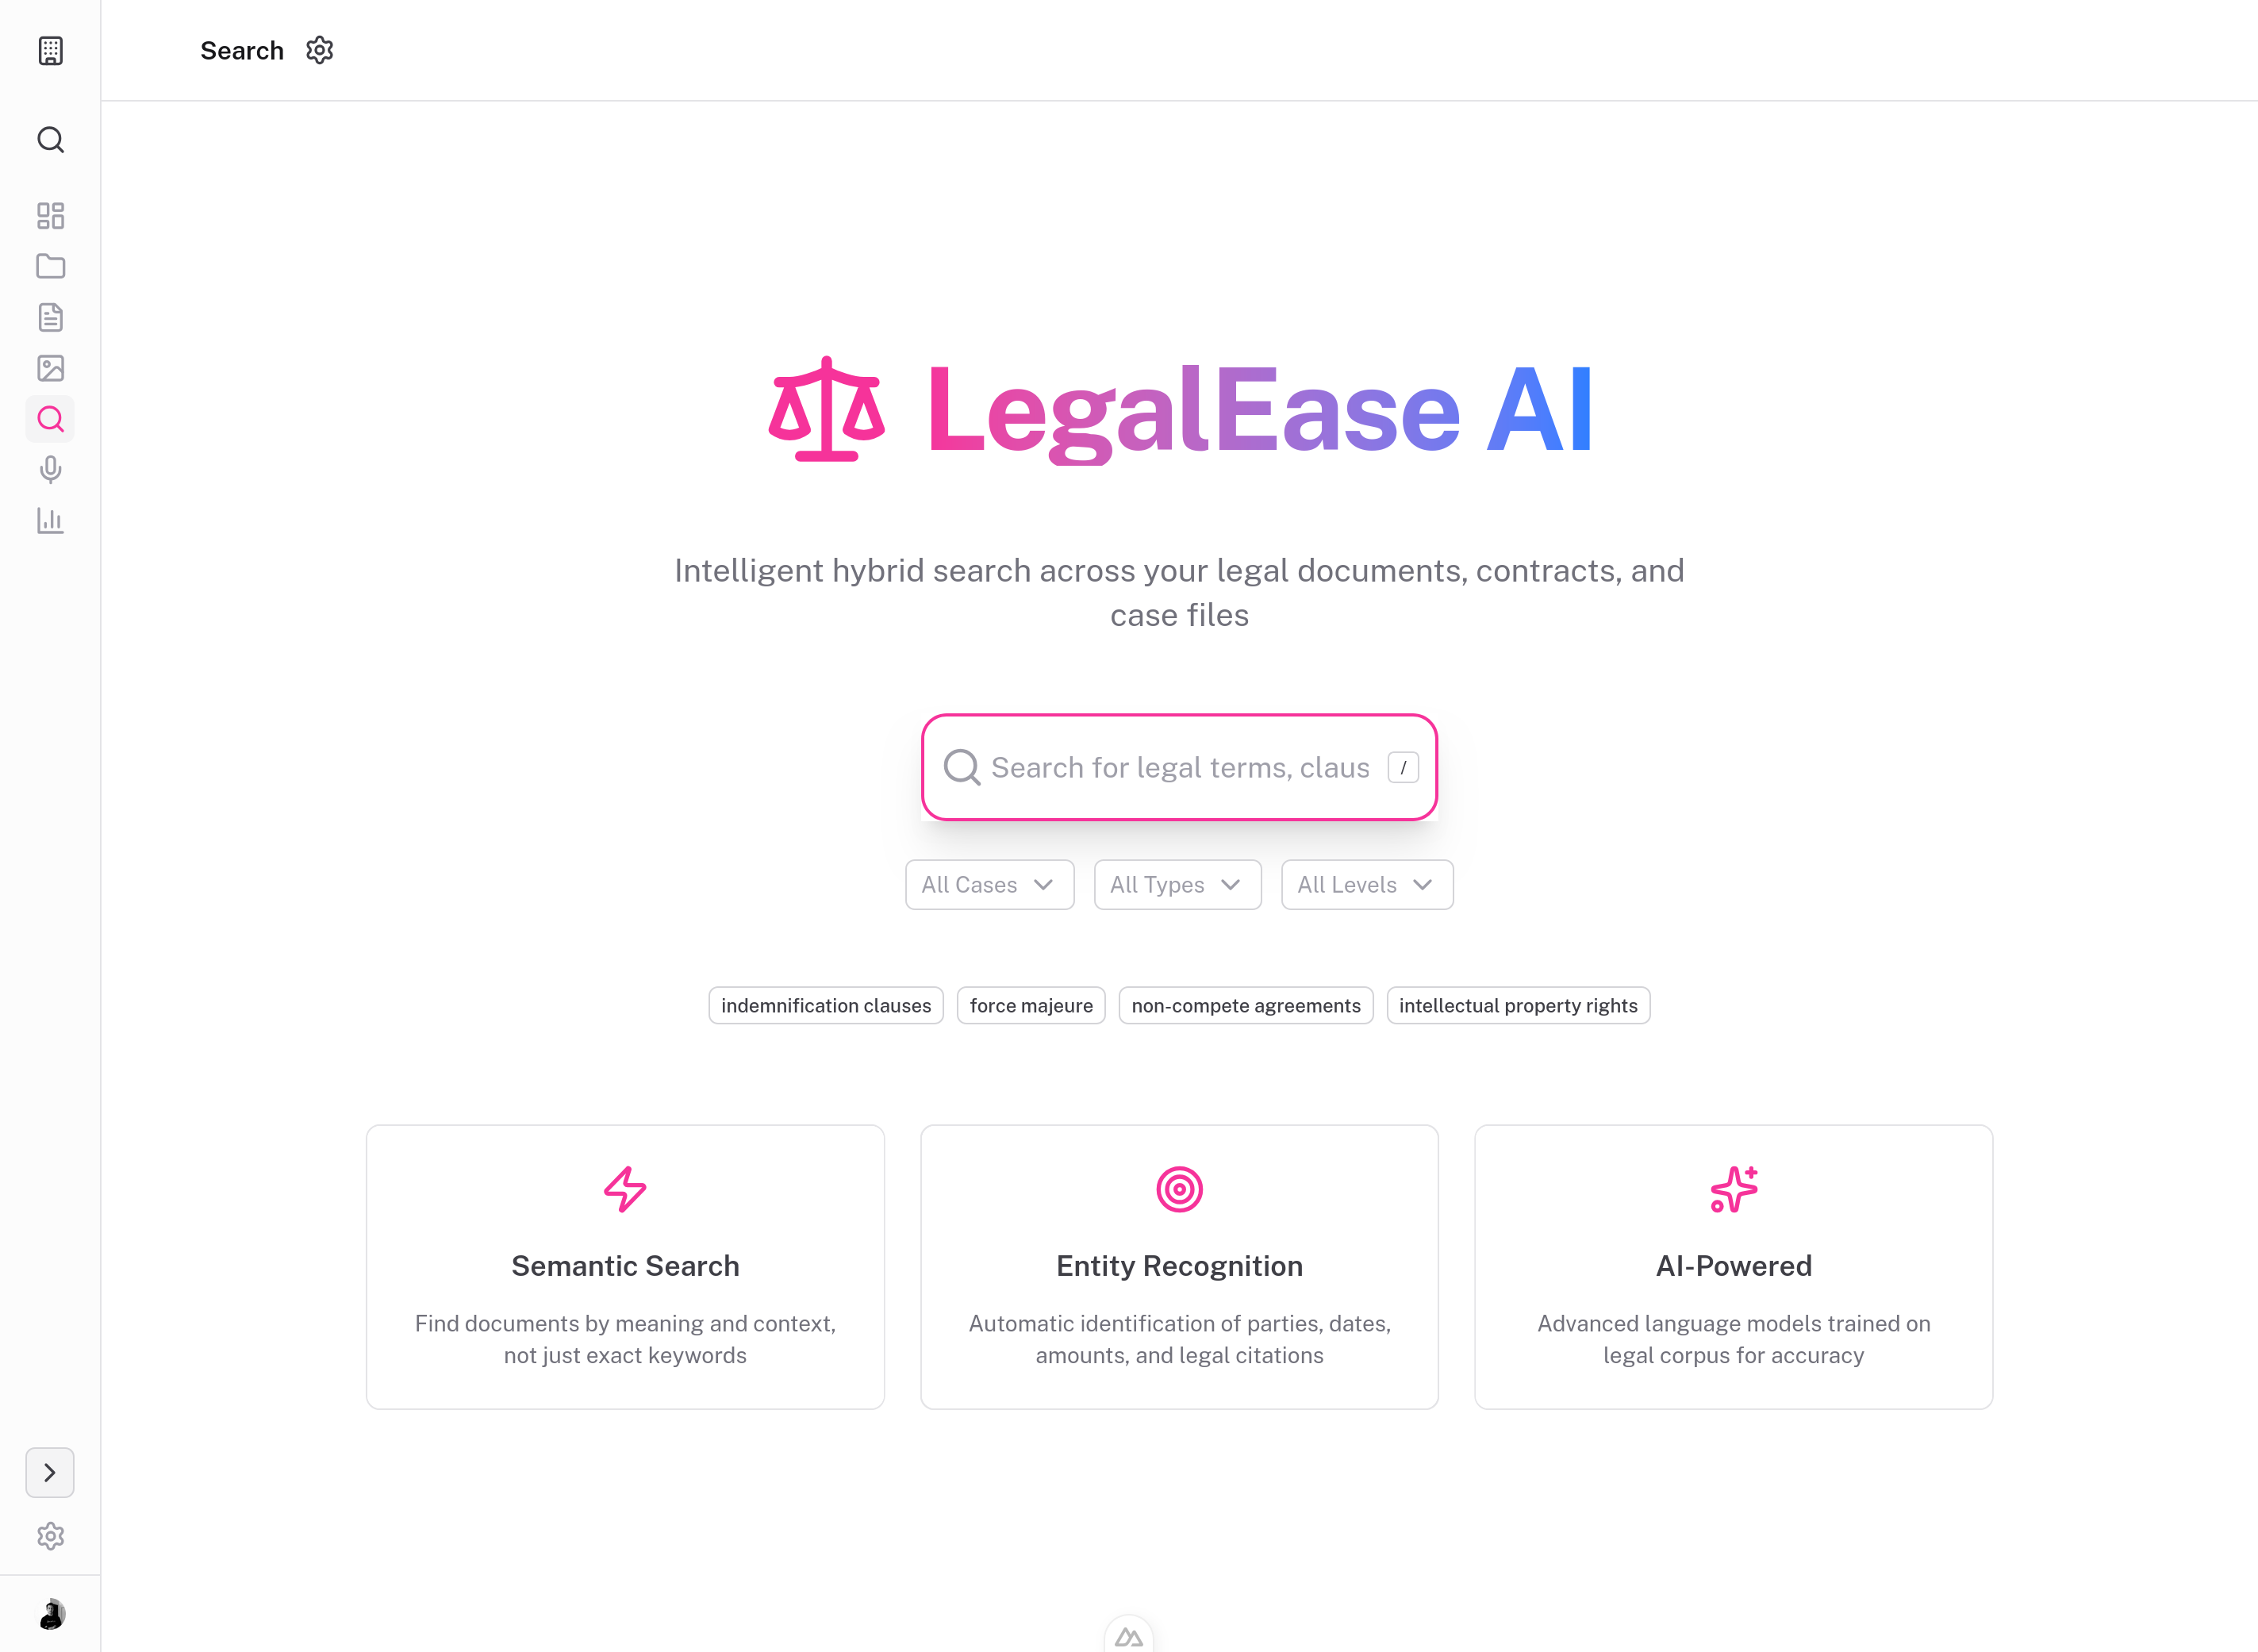 Search
LegalEase AI
Intelligent hybrid search across your legal documents, contracts, and
case files
Search for legal terms, claus /
All Cases
All Types
All Levels
indemnification clauses
force majeure
non-compete agreements
intellectual property rights
Semantic Search
Find documents by meaning and context,
not just exact keywords
Entity Recognition
Automatic identification of parties, dates,
amounts, and legal citations
AI-Powered
Advanced language models trained on
legal corpus for accuracy